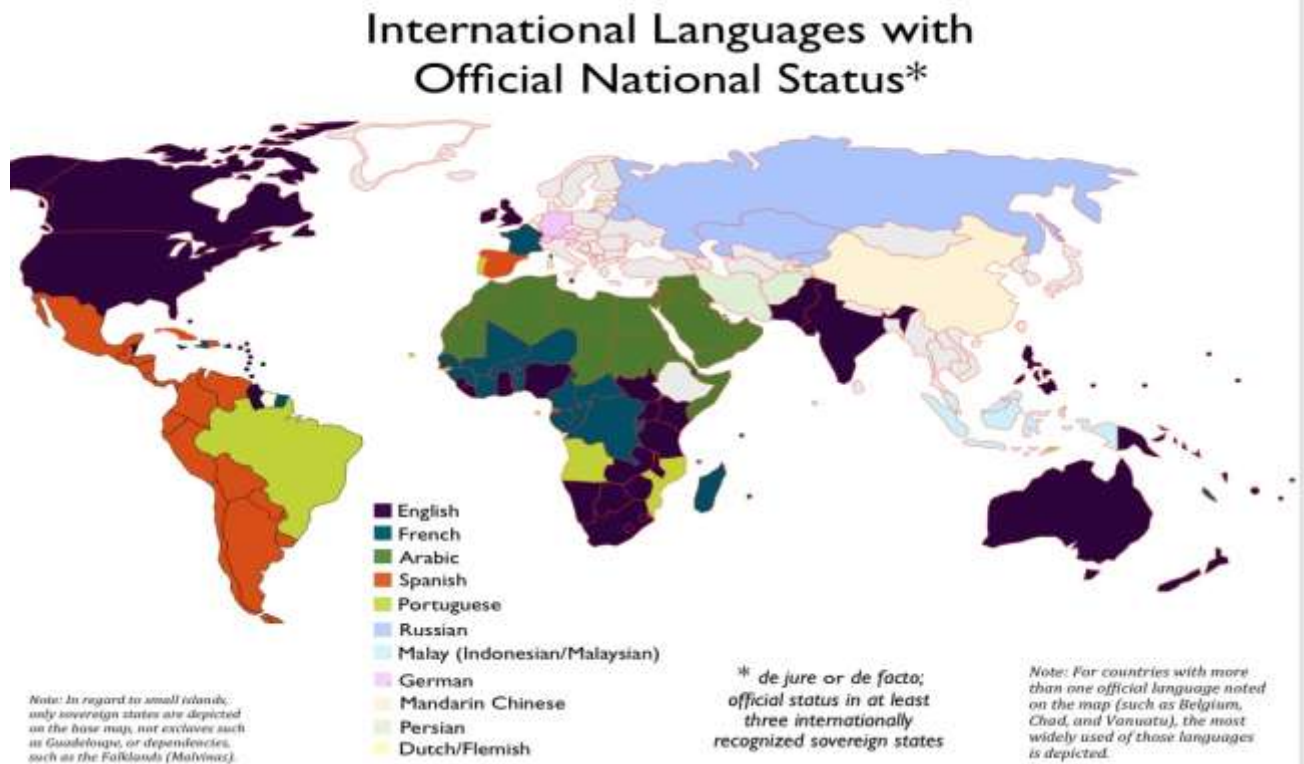 International Languages with
Official National Status*
English
French
Arabic
Spanish
Portuguese
Russian
Malay (Indonesian/Malaysian)
German
Mandarin Chinese
Persian
Dutch/Flemish
Note: In regard to small islands,
only sovereign states are depicted
on the base map, not exclaves such
as Guadeloupe, or dependencies,
such as the Falklands (Malvinas).
* de jure or de facto;
official status in at least
three internationally
recognized sovereign states
Note: For countries with more
than one official language noted
on the map (such as Belgium,
Chad, and Vanuatu), the most
widely used of those languages
is depicted.